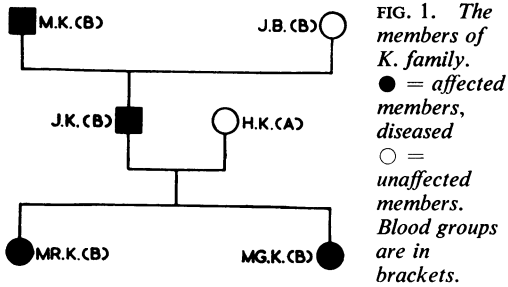 M.K.(B)
J.B.(B)
J.K.(B)
H.K.(A)
MR.K.(B)
MG.K.(B)
FIG. 1. The
members of
K. family.
● = affected
members,
diseased
○ =
unaffected
members.
Blood groups
are in
brackets.